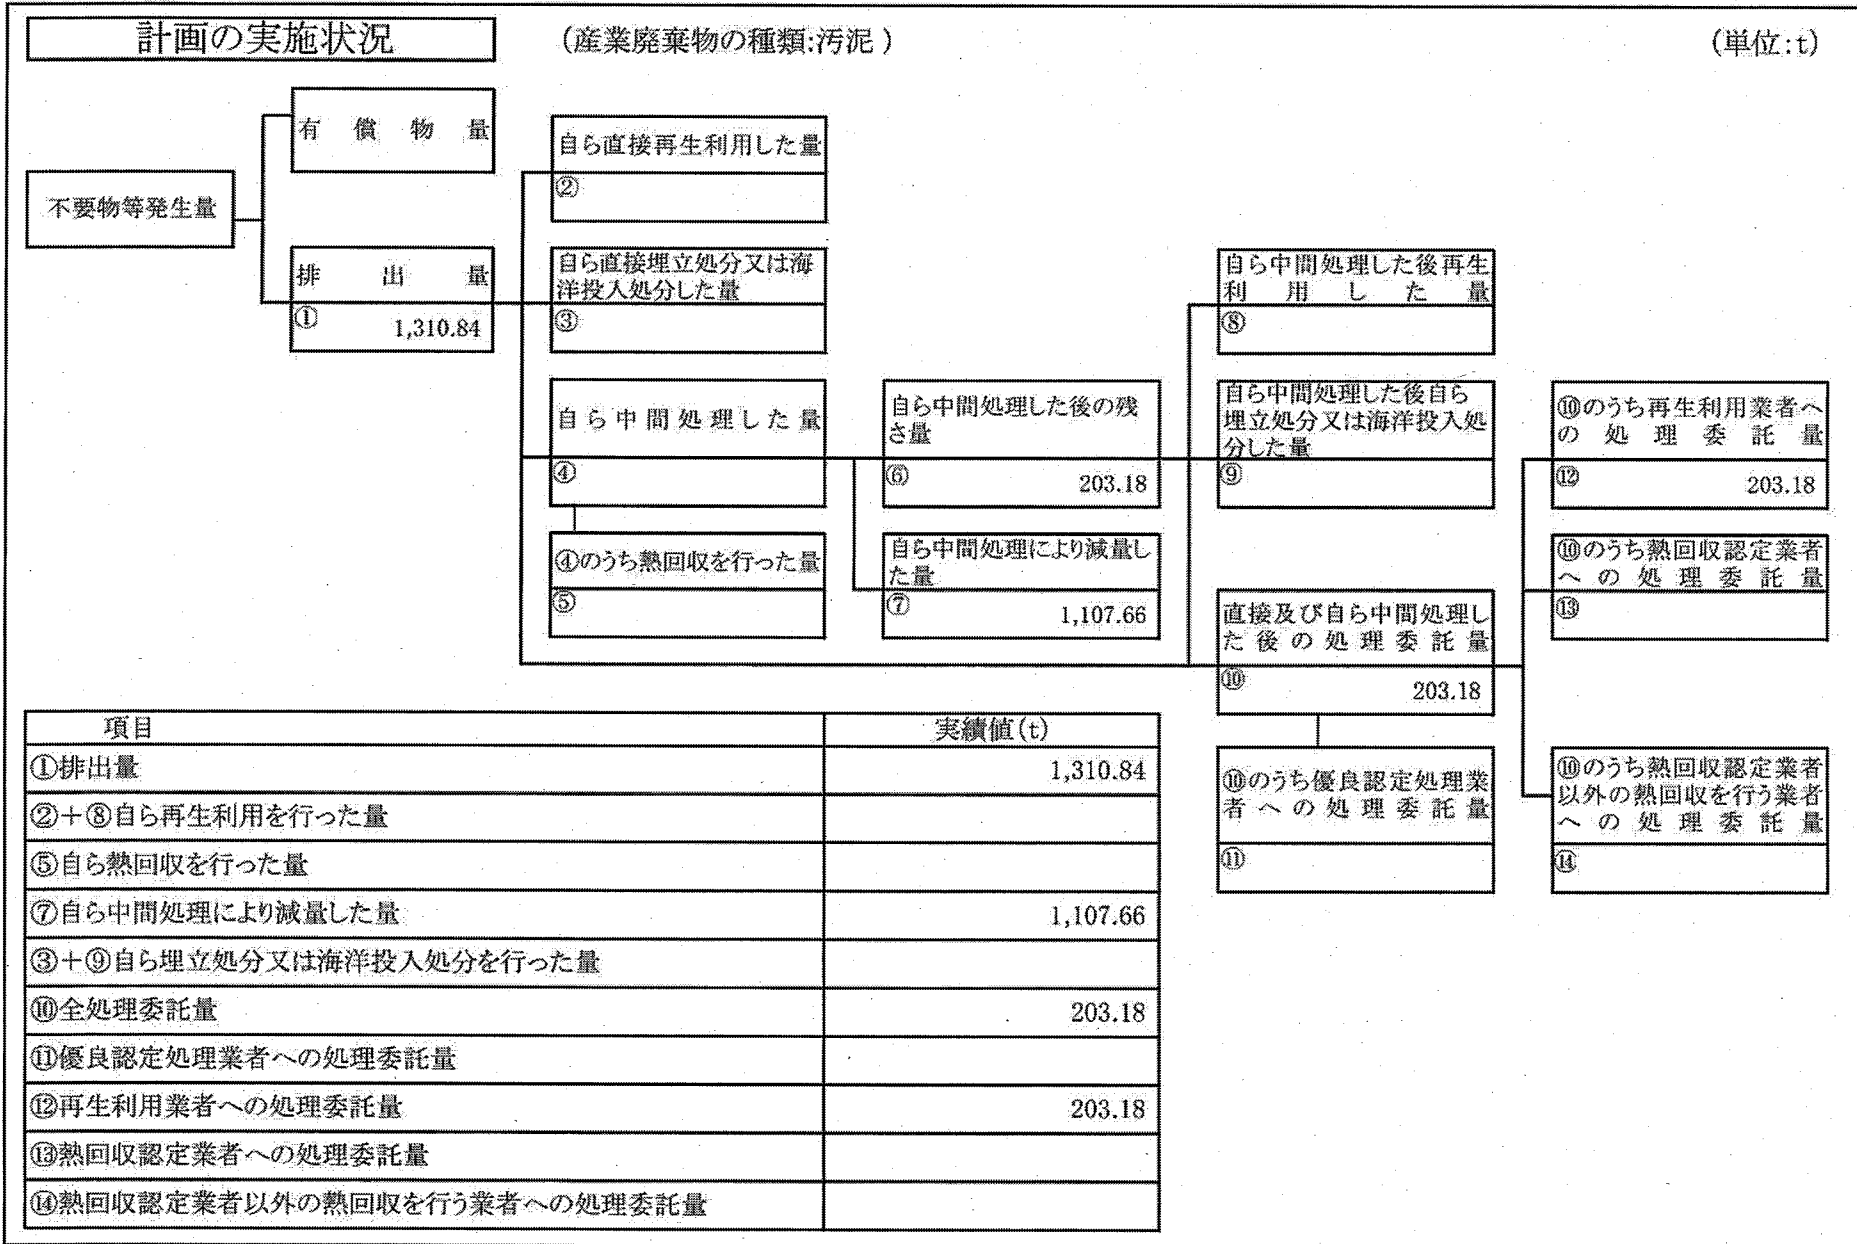 計画の実施状況
(産業廃棄物の種類:汚泥 )
(単位:t)
不要物等発生量
有償物量
排出量
① 1,310.84
自ら直接再生利用した量
②
自ら直接埋立処分又は海
洋投入処分した量
③
自ら中間処理した量
④
④のうち熱回収を行った量
⑤
自ら中間処理した後の残
さ量
⑥ 203.18
自ら中間処理により減量し
た量
⑦ 1,107.66
自ら中間処理した後再生
利用した量
⑧
自ら中間処理した後自ら
埋立処分又は海洋投入処
分した量
⑨
直接及び自ら中間処理し
た後の処理委託量
⑩ 203.18
⑩のうち優良認定処理業
者への処理委託量
⑪
⑩のうち再生利用業者へ
の処理委託量
⑫ 203.18
⑩のうち熱回収認定業者
への処理委託量
⑬
⑩のうち熱回収認定業者
以外の熱回収を行う業者
への処理委託量
⑭
項目 実績値(t)
①排出量 1,310.84
②+⑧自ら再生利用を行った量
⑤自ら熱回収を行った量
⑦自ら中間処理により減量した量 1,107.66
③+⑨自ら埋立処分又は海洋投入処分を行った量
⑩全処理委託量 203.18
⑪優良認定処理業者への処理委託量
⑫再生利用業者への処理委託量 203.18
⑬熱回収認定業者への処理委託量
⑭熱回収認定業者以外の熱回収を行う業者への処理委託量